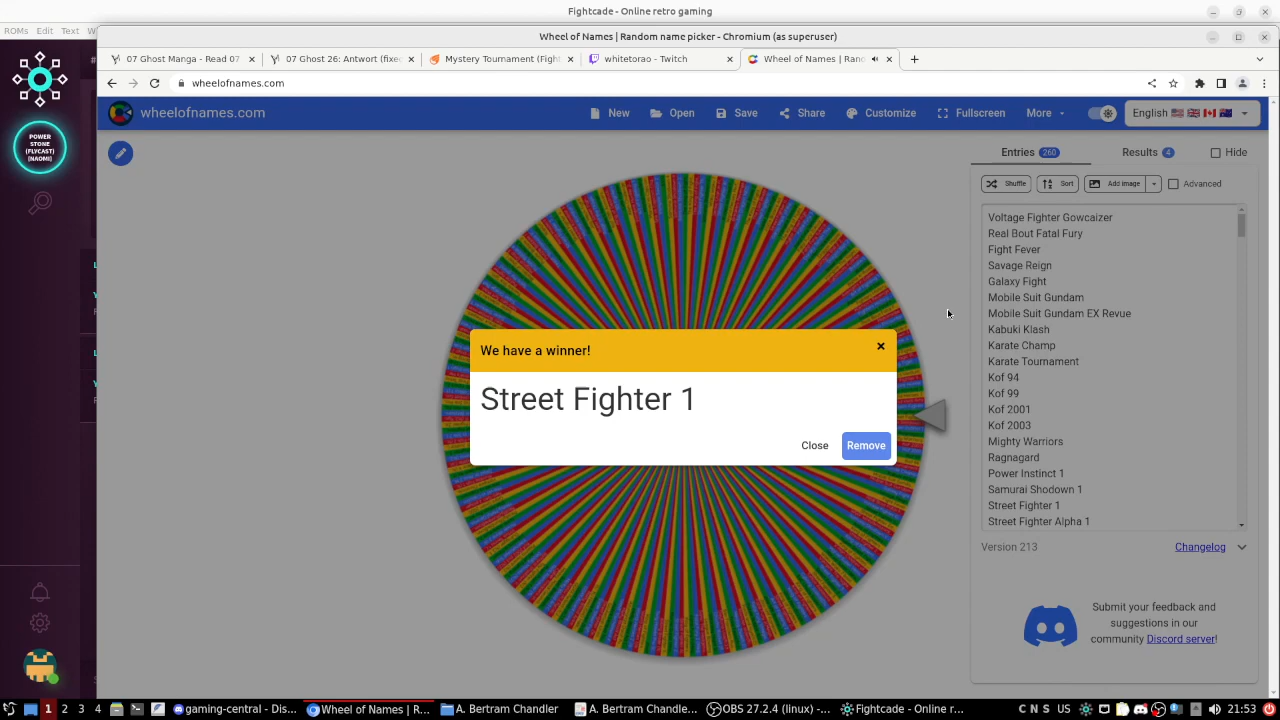 Fightcade - Online retro gaming
ROMs Edit Text W
Wheel of Names | Random name picker - Chromium (as superuser)
07 Ghost Manga - Read 07
07 Ghost 26: Antwort (fixed
Mystery Tournament (Fight
whitetorao - Twitch
Wheel of Names | Rand
wheelofnames.com
wheelofnames.com
New
Open
Save
Share
Customize
Fullscreen
More
English
POWER
STONE
(FLYCAST)
[NAOMI]
Entries 260
Results 4
Hide
Shuffle
Sort
Add image
Advanced
Voltage Fighter Gowcaizer
Real Bout Fatal Fury
Fight Fever
Savage Reign
Galaxy Fight
Mobile Suit Gundam
Mobile Suit Gundam EX Revue
Kabuki Klash
Karate Champ
Karate Tournament
Kof 94
Kof 99
Kof 2001
Kof 2003
Mighty Warriors
Ragnagard
Power Instinct 1
Samurai Shodown 1
Street Fighter 1
Street Fighter Alpha 1
We have a winner!
Street Fighter 1
Close
Remove
Version 213
Changelog
Submit your feedback and
suggestions in our
community Discord server!
1 2 3 4
gaming-central - Dis...
Wheel of Names | R...
A. Bertram Chandler
A. Bertram Chandle...
OBS 27.2.4 (linux) -...
Fightcade - Online r...
C N S US
21:53